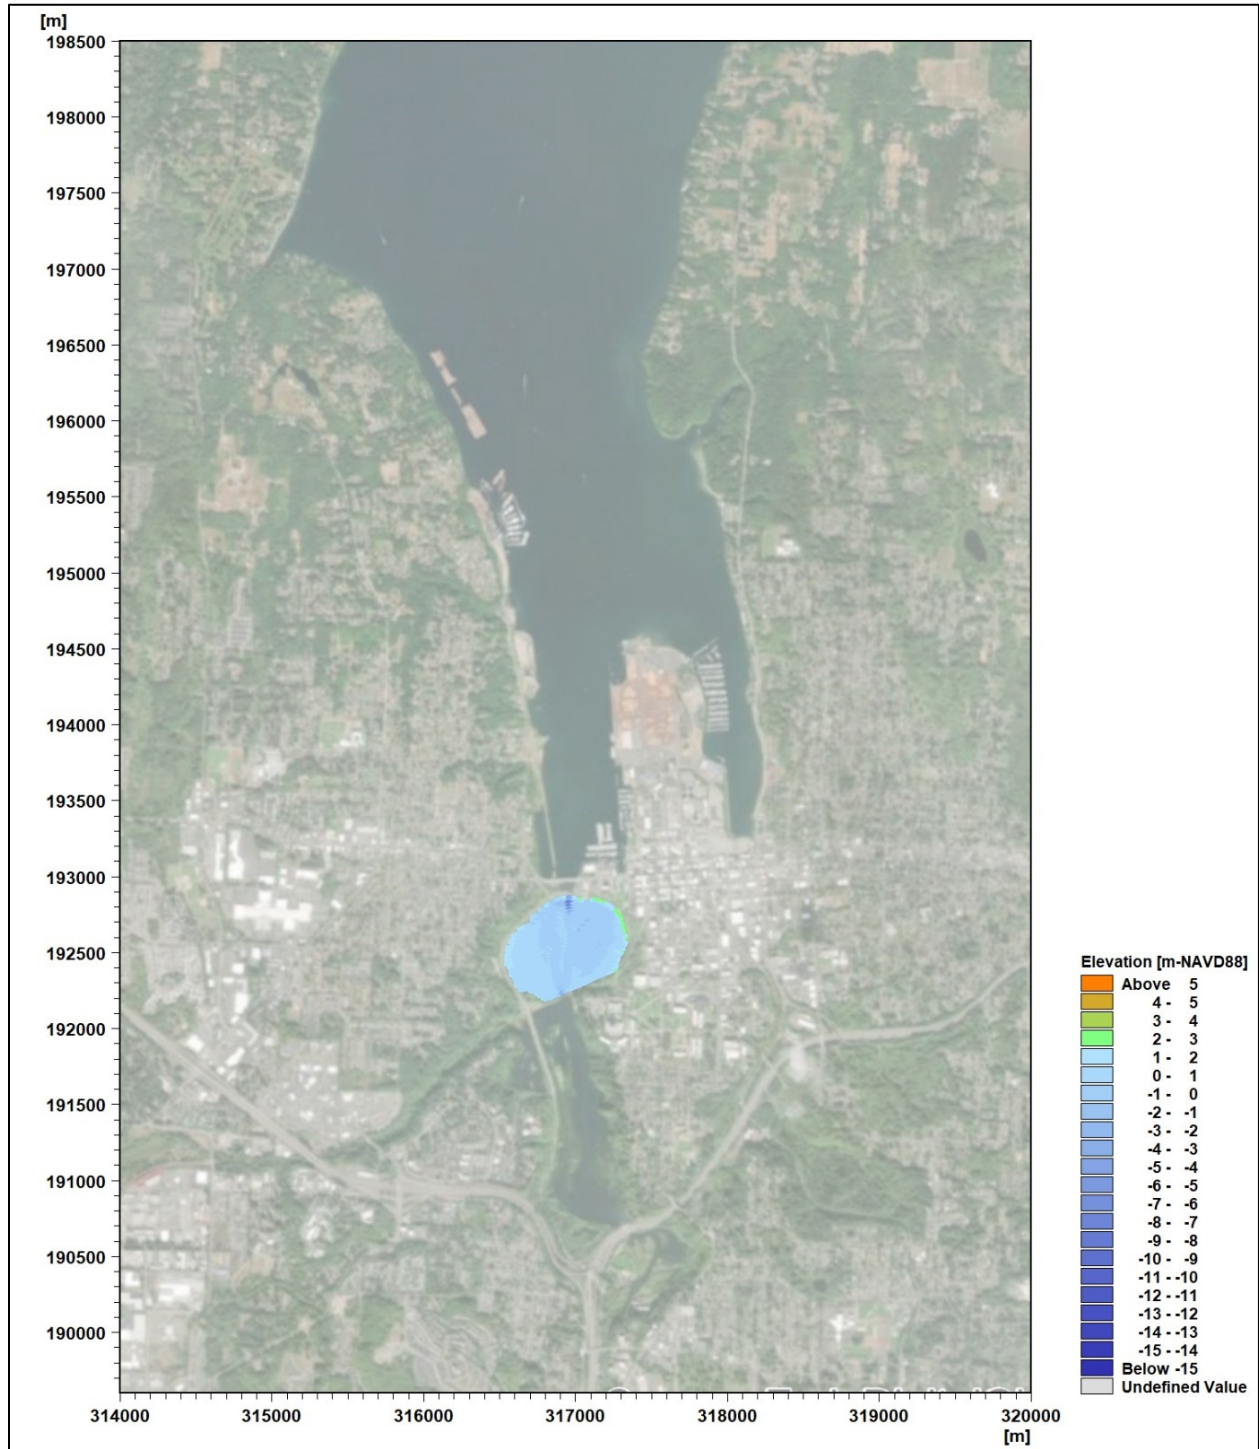 [m]
198500
198000
197500
197000
196500
196000
195500
195000
194500
194000
193500
193000
192500
192000
191500
191000
190500
190000
314000 315000 316000 317000 318000 319000 320000
[m]
Elevation [m-NAVD88]
Above 5
4 - 5
3 - 4
2 - 3
1 - 2
0 - 1
-1 - 0
-2 - -1
-3 - -2
-4 - -3
-5 - -4
-6 - -5
-7 - -6
-8 - -7
-9 - -8
-10 - -9
-11 - -10
-12 - -11
-13 - -12
-14 - -13
-15 - -14
Below -15
Undefined Value